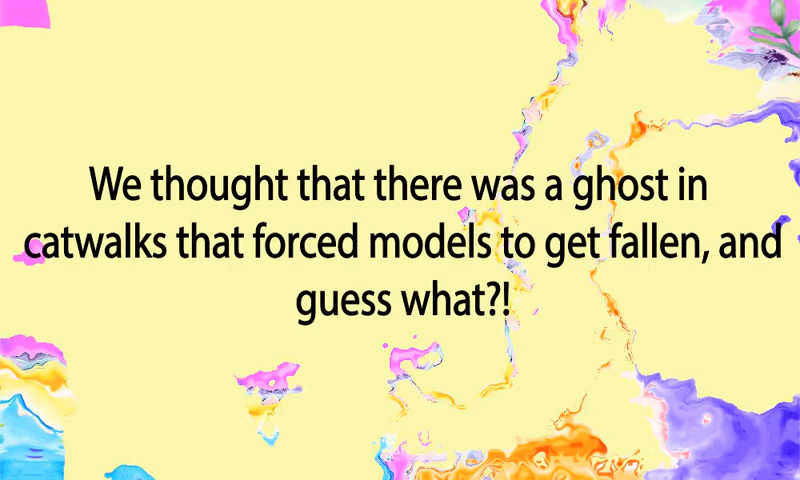 We thought that there was a ghost in
catwalks that forced models to get fallen, and
guess what?!